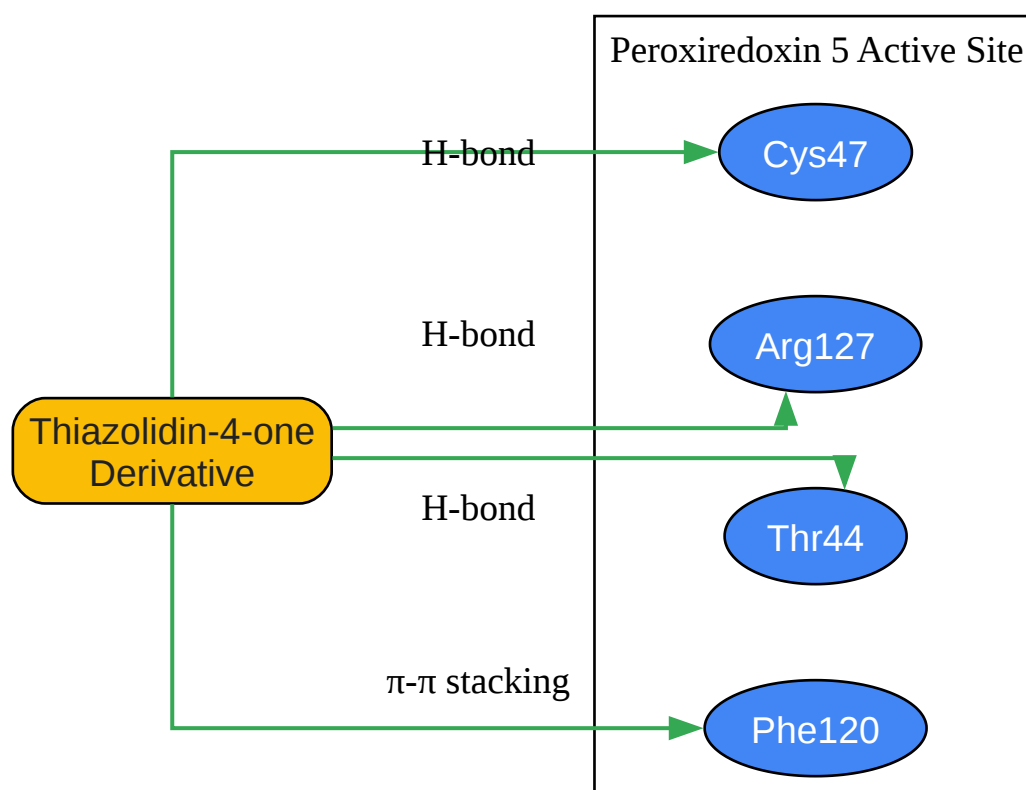 Peroxiredoxin 5 Active Site
H-bond
Cys47
H-bond
Arg127
Thiazolidin-4-one
Derivative
H-bond
Thr44
π-π stacking
Phe120